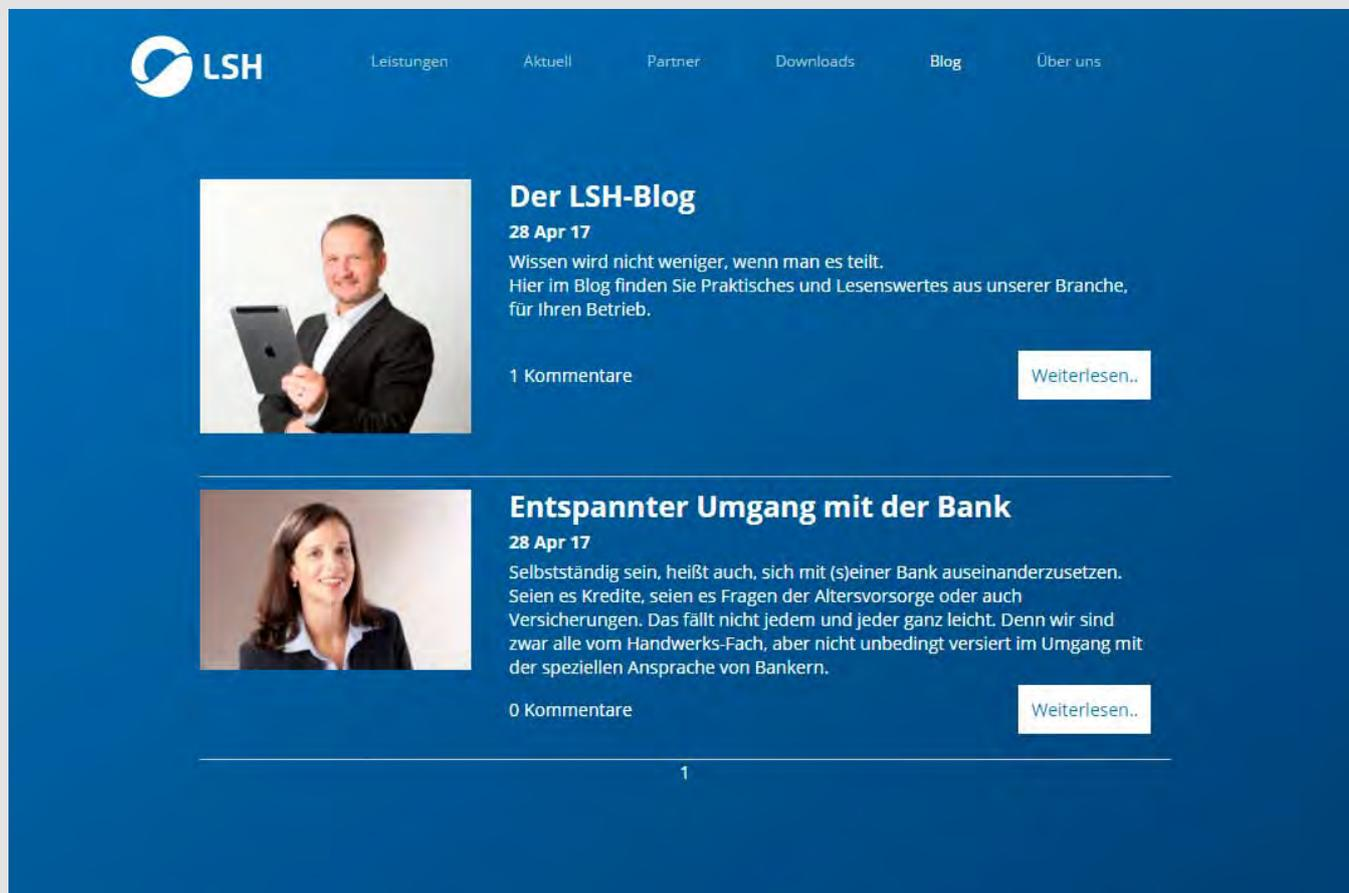 LSH
Leistungen Aktuell Partner Downloads Blog Über uns
Der LSH-Blog
28 Apr 17
Wissen wird nicht weniger, wenn man es teilt.
Hier im Blog finden Sie Praktisches und Lesenswertes aus unserer Branche,
für Ihren Betrieb.
1 Kommentare
Weiterlesen..
Entspannter Umgang mit der Bank
28 Apr 17
Selbstständig sein, heißt auch, sich mit (s)einer Bank auseinanderzusetzen.
Seien es Kredite, seien es Fragen der Altersvorsorge oder auch
Versicherungen. Das fällt nicht jedem und jeder ganz leicht. Denn wir sind
zwar alle vom Handwerks-Fach, aber nicht unbedingt versiert im Umgang mit
der speziellen Ansprache von Bankern.
0 Kommentare
Weiterlesen..
1